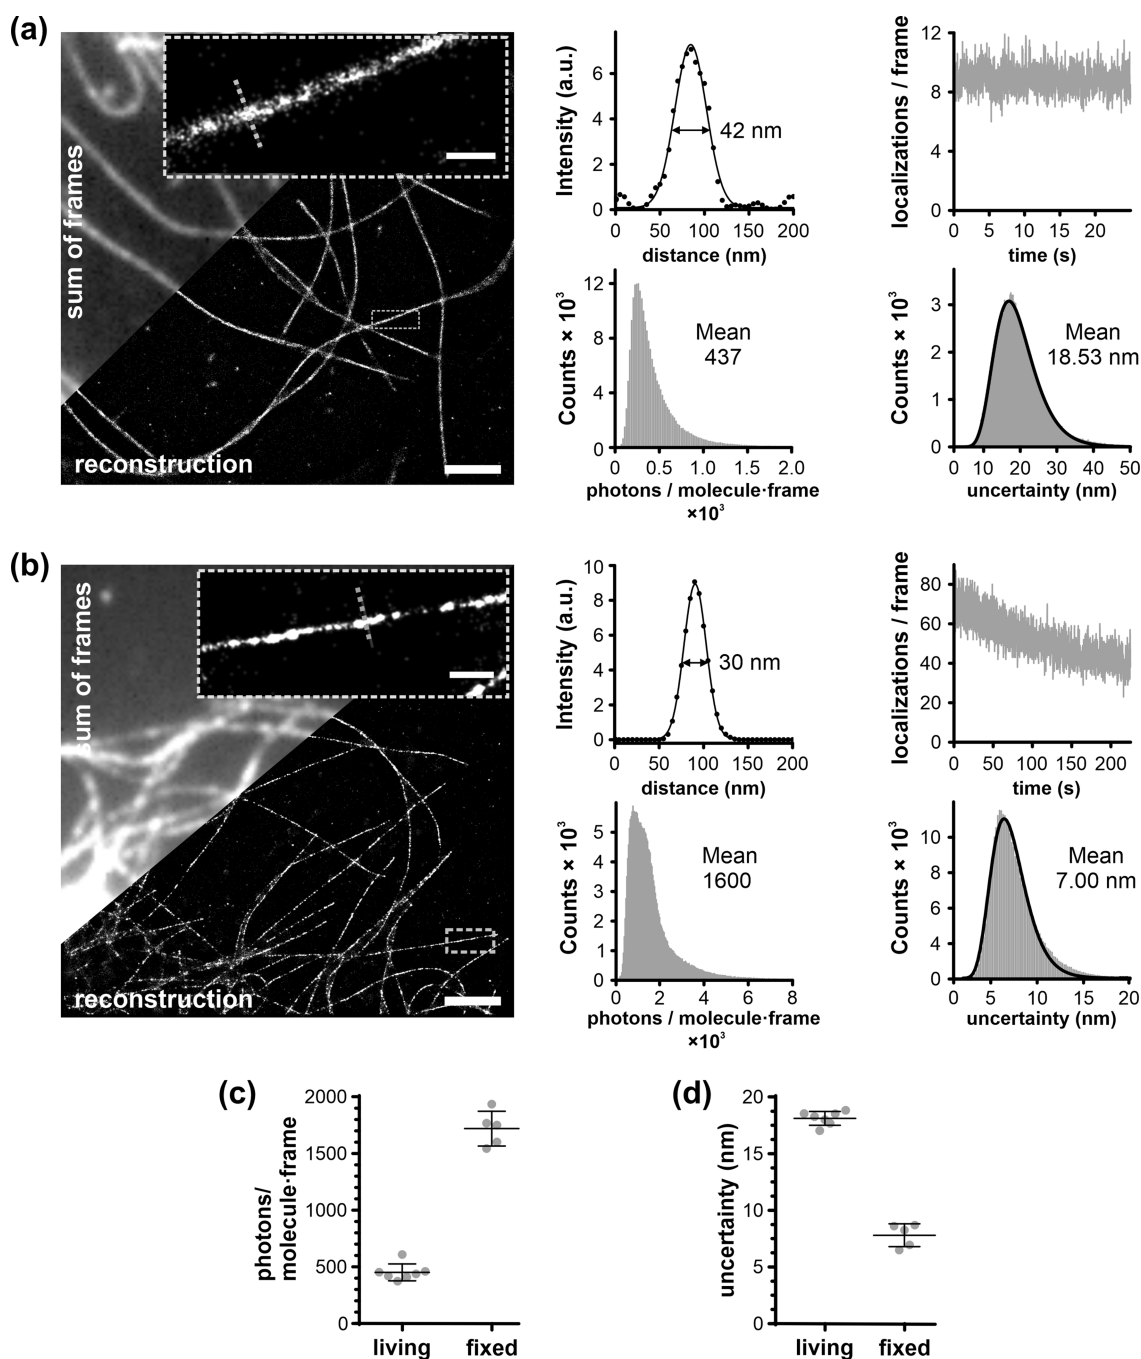 (a)
sum of frames
reconstruction
Intensity (a.u.)
6
4
2
0
42 nm
0 50 100 150 200
distance (nm)
localizations / frame
12
8
4
0
0 5 10 15 20
time (s)
Counts × 10³
12
8
4
0
Mean
437
0 0.5 1.0 1.5 2.0
photons / molecule·frame
×10³
Counts × 10³
3
2
1
0
Mean
18.53 nm
0 10 20 30 40 50
uncertainty (nm)
(b)
sum of frames
reconstruction
Intensity (a.u.)
10
8
6
4
2
0
30 nm
0 50 100 150 200
distance (nm)
localizations / frame
80
60
40
20
0
0 50 100 150 200
time (s)
Counts × 10³
5
4
3
2
1
0
Mean
1600
0 2 4 6 8
photons / molecule·frame
×10³
Counts × 10³
10
8
4
0
Mean
7.00 nm
0 5 10 15 20
uncertainty (nm)
(c)
photons/
molecule·frame
2000
1500
1000
500
0
living fixed
(d)
uncertainty (nm)
20
15
10
5
0
living fixed